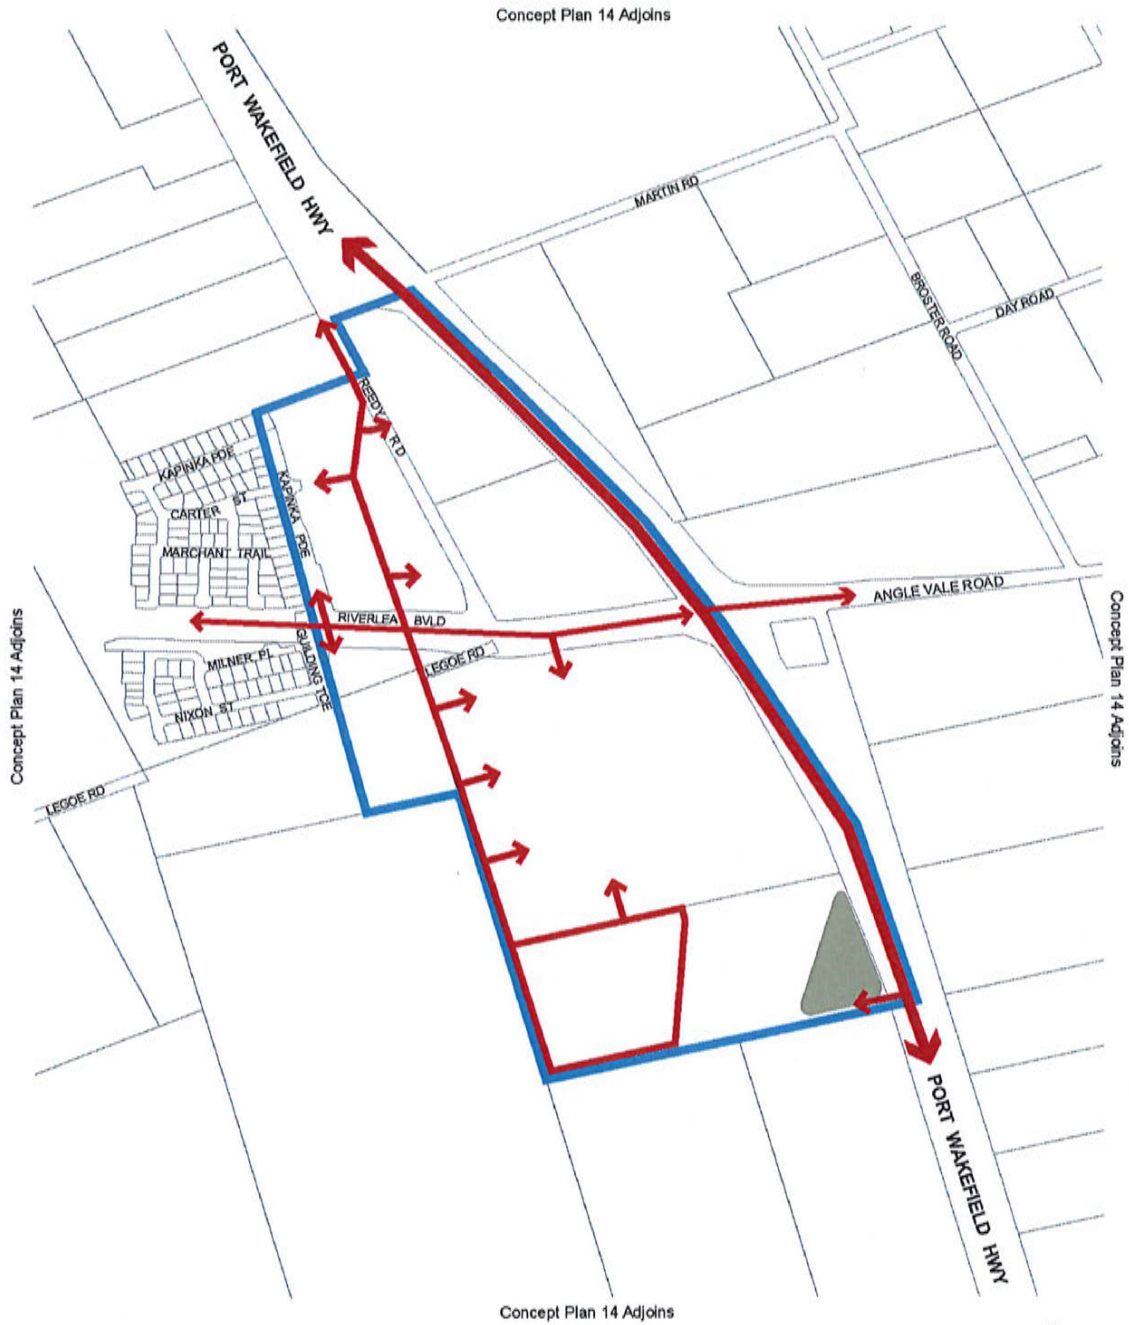 Concept Plan 14 Adjoins
PORT WAKEFIELD HWY
MARTIN RD
BROSTER ROAD
DAY ROAD
REEDY RD
KAPINKA PDE
KAPINKA PDE
CARTER ST
MARCHANT TRAIL
ANGLE VALE ROAD
RIVERLEA BVLD
QUILDING TCE
MILNER PL
LEGOE RD
NIXON ST
LEGOE RD
Concept Plan 14 Adjoins
Concept Plan 14 Adjoins
PORT WAKEFIELD HWY
Concept Plan 14 Adjoins